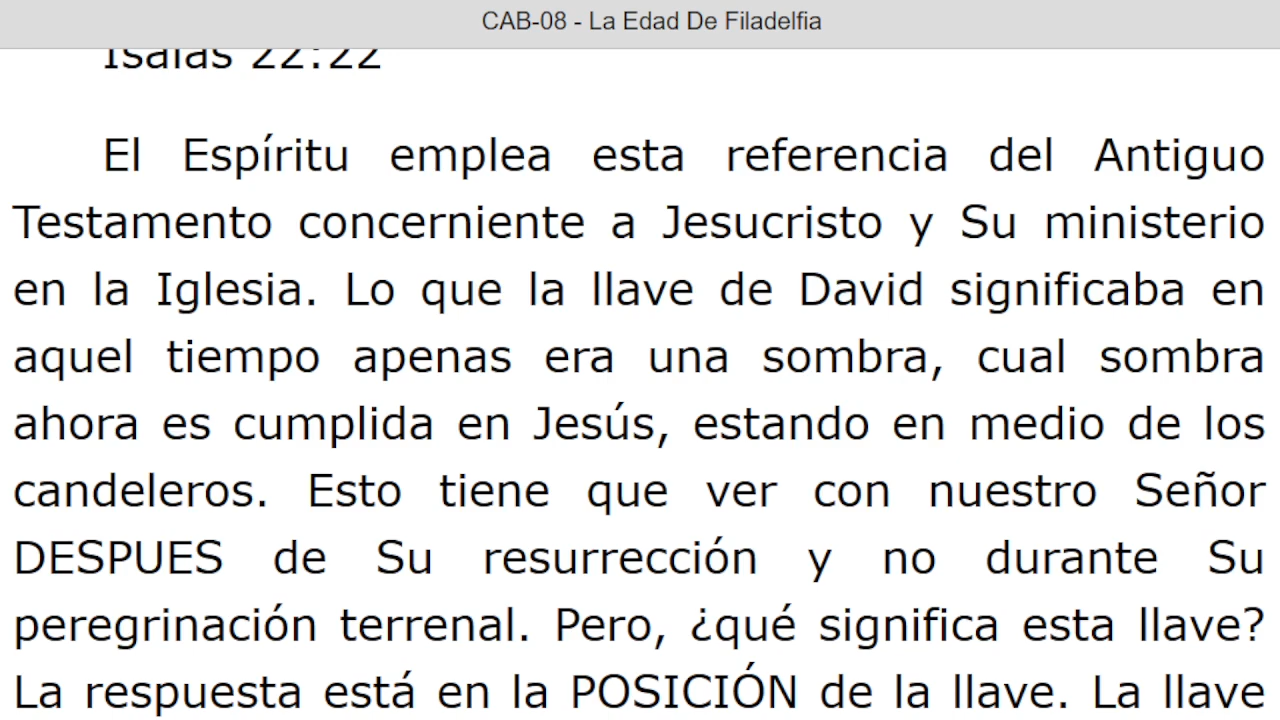 CAB-08 - La Edad De Filadelfia
Isaías 22:22
El Espíritu emplea esta referencia del Antiguo
Testamento concerniente a Jesucristo y Su ministerio
en la Iglesia. Lo que la llave de David significaba en
aquel tiempo apenas era una sombra, cual sombra
ahora es cumplida en Jesús, estando en medio de los
candeleros. Esto tiene que ver con nuestro Señor
DESPUES de Su resurrección y no durante Su
peregrinación terrenal. Pero, ¿qué significa esta llave?
La respuesta está en la POSICIÓN de la llave. La llave